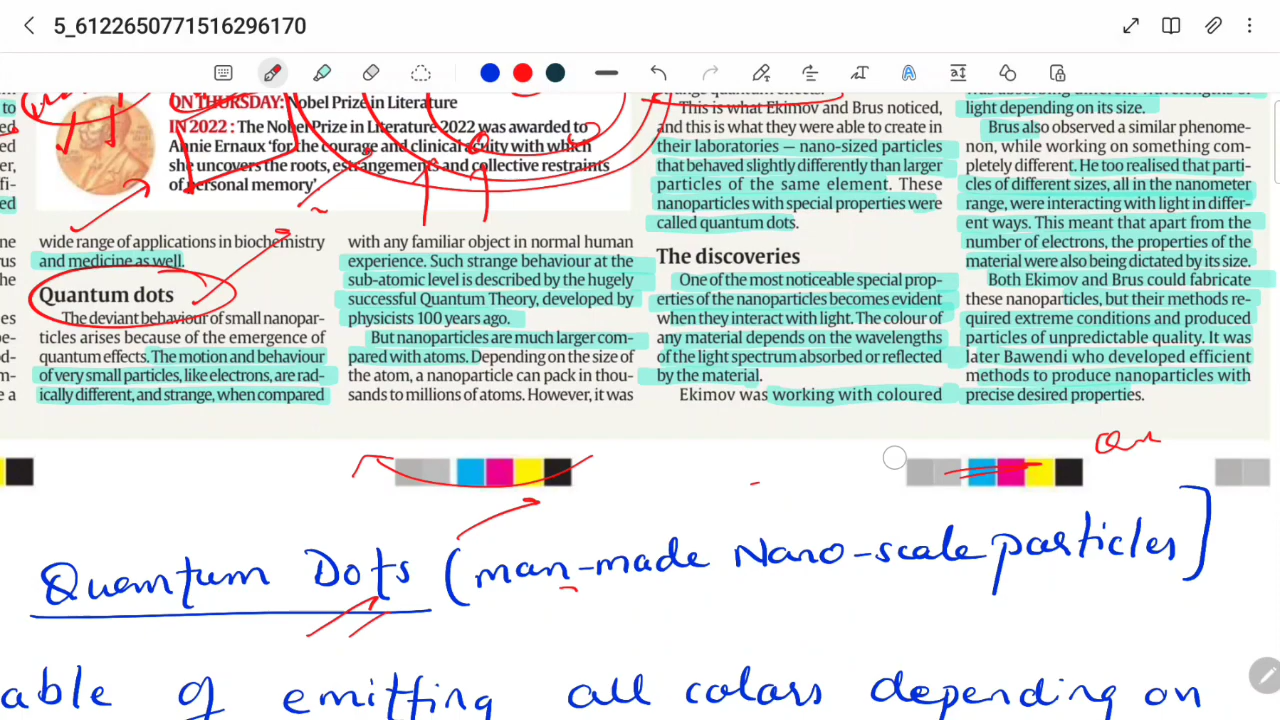 5_6122650771516296170
to
ed
er,
fi-
ed
ON THURSDAY: Nobel Prize in Literature
IN 2022 : The Nobel Prize in Literature 2022 was awarded to
Annie Ernaux ‘for the courage and clinical acuity with which
she uncovers the roots, estrangements and collective restraints
of personal memory’.
ne
rus
he
es
pe-
od-
m-
e a
wide range of applications in biochemistry
and medicine as well.
Quantum dots
The deviant behaviour of small nanopar-
ticles arises because of the emergence of
quantum effects. The motion and behaviour
of very small particles, like electrons, are rad-
ically different, and strange, when compared
with any familiar object in normal human
experience. Such strange behaviour at the
sub-atomic level is described by the hugely
successful Quantum Theory, developed by
physicists 100 years ago.
But nanoparticles are much larger com-
pared with atoms. Depending on the size of
the atom, a nanoparticle can pack in thou-
sands to millions of atoms. However, it was
This is what Ekimov and Brus noticed,
and this is what they were able to create in
their laboratories — nano-sized particles
that behaved slightly differently than larger
particles of the same element. These
nanoparticles with special properties were
called quantum dots.
The discoveries
One of the most noticeable special prop-
erties of the nanoparticles becomes evident
when they interact with light. The colour of
any material depends on the wavelengths
of the light spectrum absorbed or reflected
by the material.
Ekimov was working with coloured
light depending on its size.
Brus also observed a similar phenome-
non, while working on something com-
pletely different. He too realised that parti-
cles of different sizes, all in the nanometer
range, were interacting with light in differ-
ent ways. This meant that apart from the
number of electrons, the properties of the
material were also being dictated by its size.
Both Ekimov and Brus could fabricate
these nanoparticles, but their methods re-
quired extreme conditions and produced
particles of unpredictable quality. It was
later Bawendi who developed efficient
methods to produce nanoparticles with
precise desired properties.
Quantum Dots (man-made Nano-scale particles]
able of emitting all colors depending on